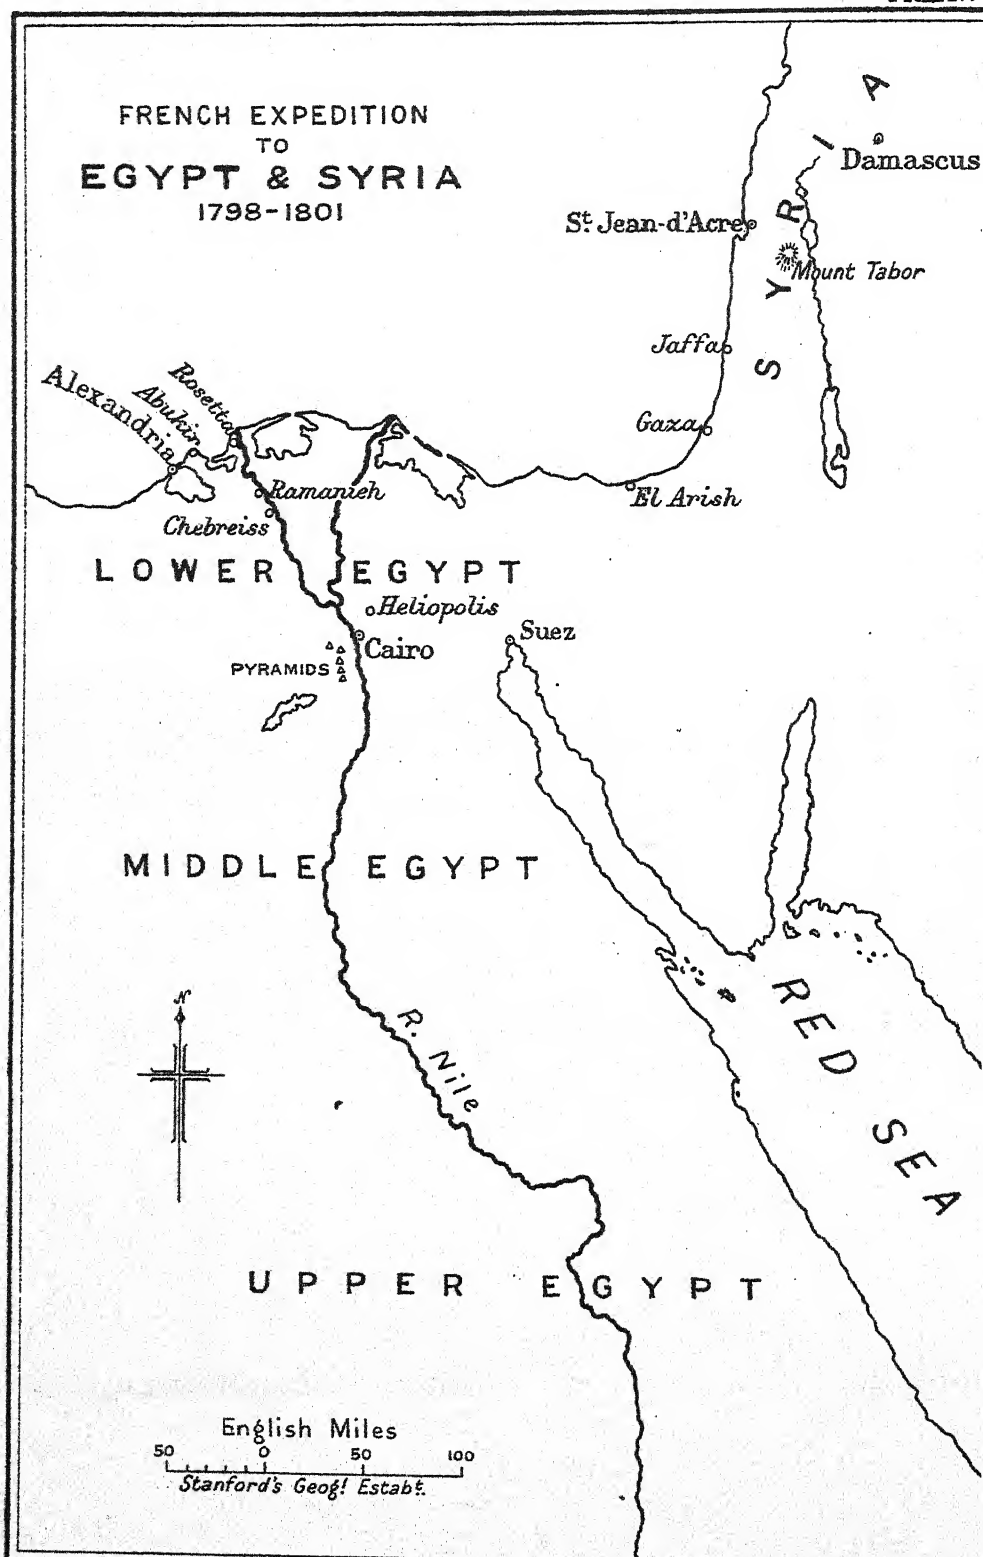 FRENCH EXPEDITION
TO
EGYPT & SYRIA
1798-1801
SYRIA
Damascus
St. Jean-d'Acre
Mount Tabor
Jaffa
Gaza
El Arish
Alexandria
Abukir
Rosetta
Ramanieh
Chebreiss
LOWER EGYPT
Heliopolis
Cairo
Suez
PYRAMIDS
MIDDLE EGYPT
N
R. Nile
RED SEA
UPPER EGYPT
English Miles
50 0 50 100
Stanford's Geog! Estabt.